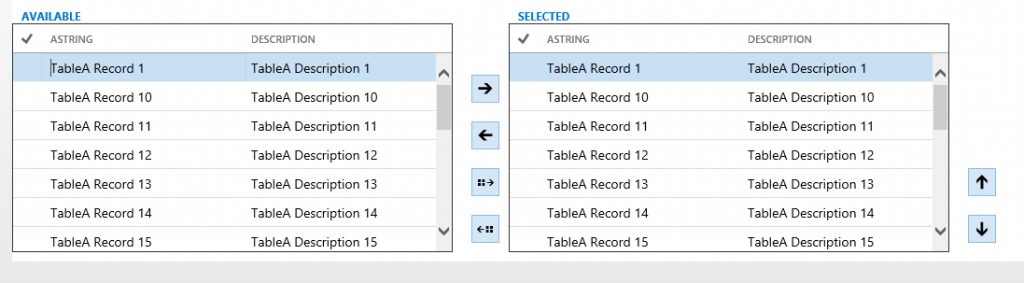 AVAILABLE SELECTED
ASTRING DESCRIPTION ASTRING DESCRIPTION
TableA Record 1 TableA Description 1 TableA Record 1 TableA Description 1
TableA Record 10 TableA Description 10 TableA Record 10 TableA Description 10
TableA Record 11 TableA Description 11 TableA Record 11 TableA Description 11
TableA Record 12 TableA Description 12 TableA Record 12 TableA Description 12
TableA Record 13 TableA Description 13 TableA Record 13 TableA Description 13
TableA Record 14 TableA Description 14 TableA Record 14 TableA Description 14
TableA Record 15 TableA Description 15 TableA Record 15 TableA Description 15